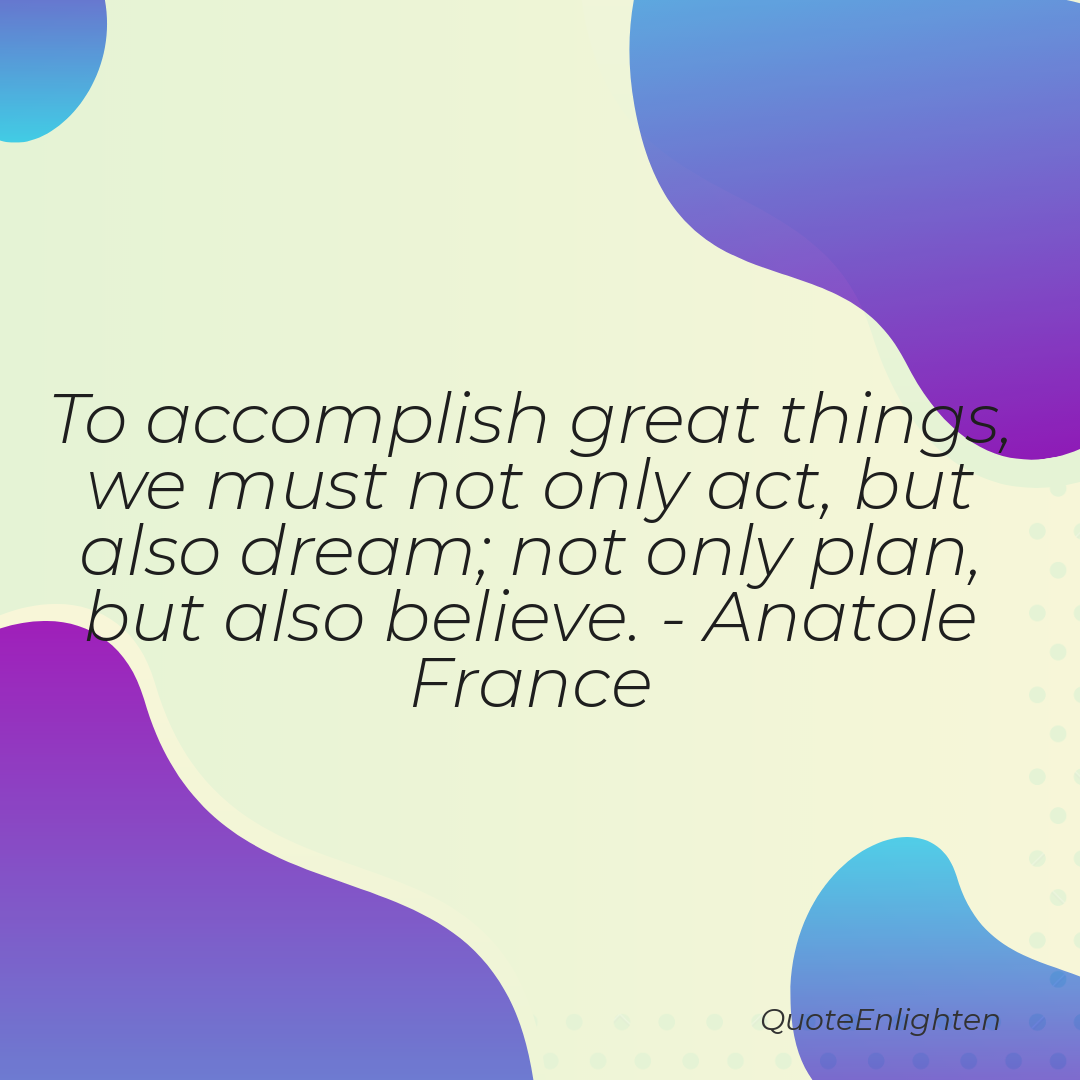 To accomplish great things,
we must not only act, but
also dream; not only plan,
but also believe. - Anatole
France
QuoteEnlighten